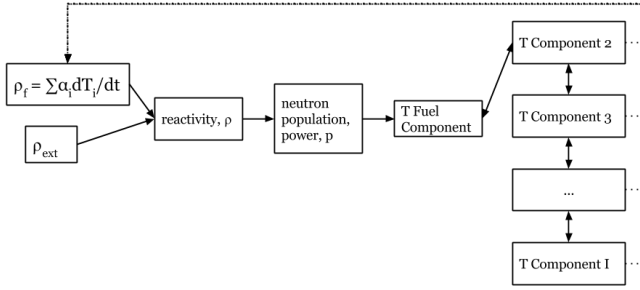 ρf = ∑αidTi/dt
ρext
reactivity, ρ
neutron
population,
power, p
T Fuel
Component
T Component 2
T Component 3
...
T Component I